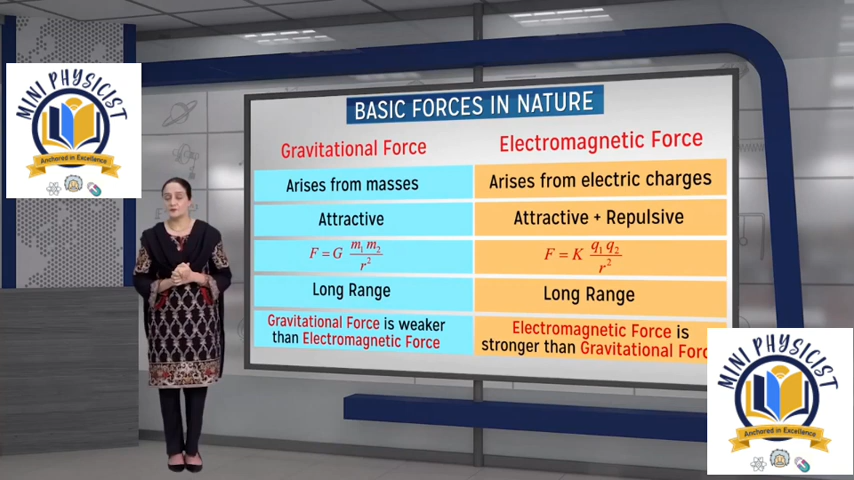 MINI PHYSICIST
Anchored in Excellence
BASIC FORCES IN NATURE
Gravitational Force
Electromagnetic Force
Arises from masses
Arises from electric charges
Attractive
Attractive + Repulsive
F = G m₁ m₂ / r²
F = K q₁ q₂ / r²
Long Range
Long Range
Gravitational Force is weaker
than Electromagnetic Force
Electromagnetic Force is
stronger than Gravitational Forc
MINI PHYSICIST
Anchored in Excellence